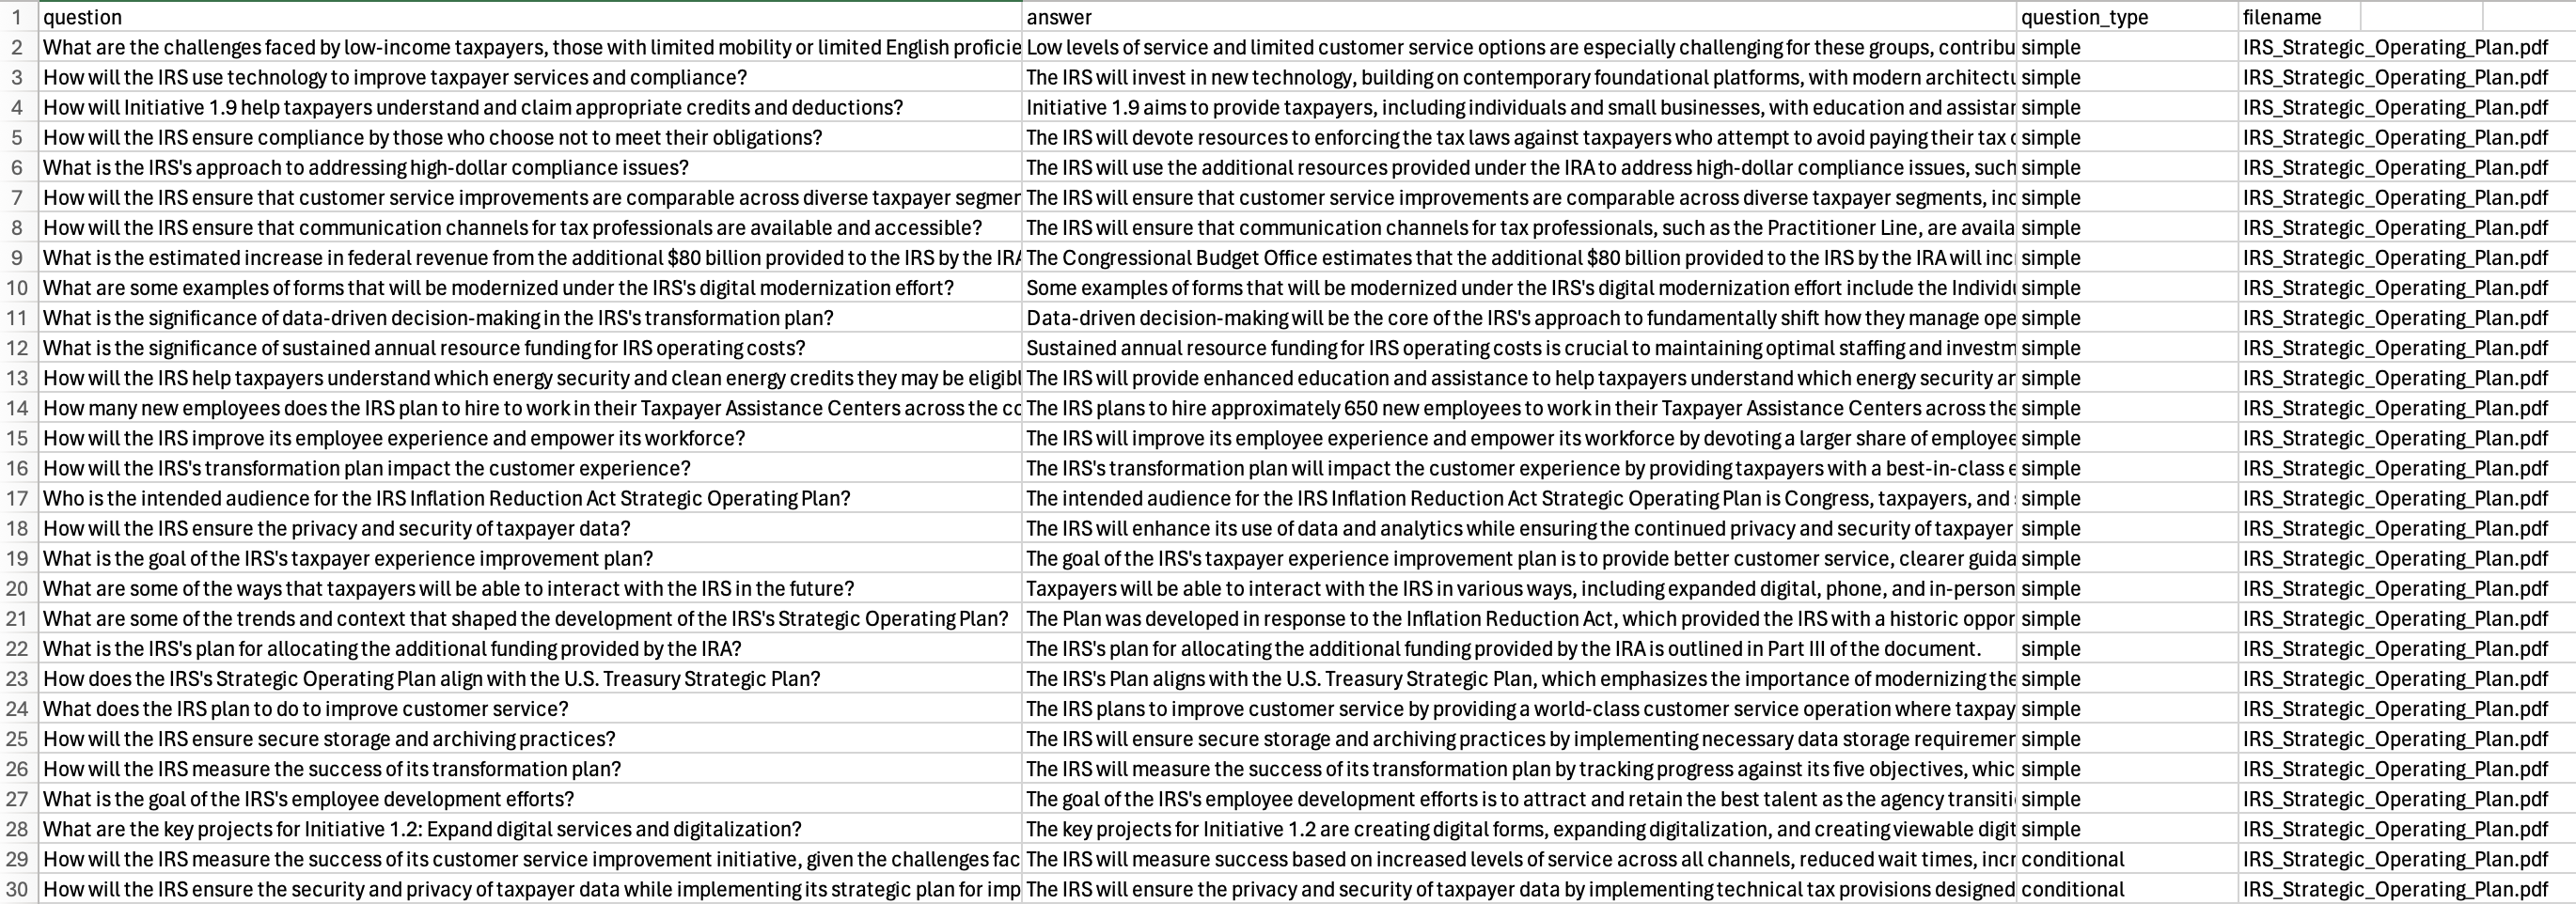 1 question answer question_type filename
2 What are the challenges faced by low-income taxpayers, those with limited mobility or limited English proficie Low levels of service and limited customer service options are especially challenging for these groups, contribu simple IRS_Strategic_Operating_Plan.pdf
3 How will the IRS use technology to improve taxpayer services and compliance? The IRS will invest in new technology, building on contemporary foundational platforms, with modern architectu simple IRS_Strategic_Operating_Plan.pdf
4 How will Initiative 1.9 help taxpayers understand and claim appropriate credits and deductions? Initiative 1.9 aims to provide taxpayers, including individuals and small businesses, with education and assistan simple IRS_Strategic_Operating_Plan.pdf
5 How will the IRS ensure compliance by those who choose not to meet their obligations? The IRS will devote resources to enforcing the tax laws against taxpayers who attempt to avoid paying their tax simple IRS_Strategic_Operating_Plan.pdf
6 What is the IRS's approach to addressing high-dollar compliance issues? The IRS will use the additional resources provided under the IRA to address high-dollar compliance issues, such simple IRS_Strategic_Operating_Plan.pdf
7 How will the IRS ensure that customer service improvements are comparable across diverse taxpayer segmen The IRS will ensure that customer service improvements are comparable across diverse taxpayer segments, inc simple IRS_Strategic_Operating_Plan.pdf
8 How will the IRS ensure that communication channels for tax professionals are available and accessible? The IRS will ensure that communication channels for tax professionals, such as the Practitioner Line, are availa simple IRS_Strategic_Operating_Plan.pdf
9 What is the estimated increase in federal revenue from the additional $80 billion provided to the IRS by the IRA The Congressional Budget Office estimates that the additional $80 billion provided to the IRS by the IRA will inc simple IRS_Strategic_Operating_Plan.pdf
10 What are some examples of forms that will be modernized under the IRS's digital modernization effort? Some examples of forms that will be modernized under the IRS's digital modernization effort include the Individu simple IRS_Strategic_Operating_Plan.pdf
11 What is the significance of data-driven decision-making in the IRS's transformation plan? Data-driven decision-making will be the core of the IRS's approach to fundamentally shift how they manage ope simple IRS_Strategic_Operating_Plan.pdf
12 What is the significance of sustained annual resource funding for IRS operating costs? Sustained annual resource funding for IRS operating costs is crucial to maintaining optimal staffing and investm simple IRS_Strategic_Operating_Plan.pdf
13 How will the IRS help taxpayers understand which energy security and clean energy credits they may be eligibl The IRS will provide enhanced education and assistance to help taxpayers understand which energy security an simple IRS_Strategic_Operating_Plan.pdf
14 How many new employees does the IRS plan to hire to work in their Taxpayer Assistance Centers across the co The IRS plans to hire approximately 650 new employees to work in their Taxpayer Assistance Centers across the simple IRS_Strategic_Operating_Plan.pdf
15 How will the IRS improve its employee experience and empower its workforce? The IRS will improve its employee experience and empower its workforce by devoting a larger share of employee simple IRS_Strategic_Operating_Plan.pdf
16 How will the IRS's transformation plan impact the customer experience? The IRS's transformation plan will impact the customer experience by providing taxpayers with a best-in-class e simple IRS_Strategic_Operating_Plan.pdf
17 Who is the intended audience for the IRS Inflation Reduction Act Strategic Operating Plan? The intended audience for the IRS Inflation Reduction Act Strategic Operating Plan is Congress, taxpayers, and simple IRS_Strategic_Operating_Plan.pdf
18 How will the IRS ensure the privacy and security of taxpayer data? The IRS will enhance its use of data and analytics while ensuring the continued privacy and security of taxpayer simple IRS_Strategic_Operating_Plan.pdf
19 What is the goal of the IRS's taxpayer experience improvement plan? The goal of the IRS's taxpayer experience improvement plan is to provide better customer service, clearer guida simple IRS_Strategic_Operating_Plan.pdf
20 What are some of the ways that taxpayers will be able to interact with the IRS in the future? Taxpayers will be able to interact with the IRS in various ways, including expanded digital, phone, and in-person simple IRS_Strategic_Operating_Plan.pdf
21 What are some of the trends and context that shaped the development of the IRS's Strategic Operating Plan? The Plan was developed in response to the Inflation Reduction Act, which provided the IRS with a historic oppor simple IRS_Strategic_Operating_Plan.pdf
22 What is the IRS's plan for allocating the additional funding provided by the IRA? The IRS's plan for allocating the additional funding provided by the IRA is outlined in Part III of the document. simple IRS_Strategic_Operating_Plan.pdf
23 How does the IRS's Strategic Operating Plan align with the U.S. Treasury Strategic Plan? The IRS's Plan aligns with the U.S. Treasury Strategic Plan, which emphasizes the importance of modernizing the simple IRS_Strategic_Operating_Plan.pdf
24 What does the IRS plan to do to improve customer service? The IRS plans to improve customer service by providing a world-class customer service operation where taxpay simple IRS_Strategic_Operating_Plan.pdf
25 How will the IRS ensure secure storage and archiving practices? The IRS will ensure secure storage and archiving practices by implementing necessary data storage requiremen simple IRS_Strategic_Operating_Plan.pdf
26 How will the IRS measure the success of its transformation plan? The IRS will measure the success of its transformation plan by tracking progress against its five objectives, whic simple IRS_Strategic_Operating_Plan.pdf
27 What is the goal of the IRS's employee development efforts? The goal of the IRS's employee development efforts is to attract and retain the best talent as the agency transiti simple IRS_Strategic_Operating_Plan.pdf
28 What are the key projects for Initiative 1.2: Expand digital services and digitalization? The key projects for Initiative 1.2 are creating digital forms, expanding digitalization, and creating viewable digit simple IRS_Strategic_Operating_Plan.pdf
29 How will the IRS measure the success of its customer service improvement initiative, given the challenges fac The IRS will measure success based on increased levels of service across all channels, reduced wait times, incr conditional IRS_Strategic_Operating_Plan.pdf
30 How will the IRS ensure the security and privacy of taxpayer data while implementing its strategic plan for imp The IRS will ensure the privacy and security of taxpayer data by implementing technical tax provisions designed conditional IRS_Strategic_Operating_Plan.pdf